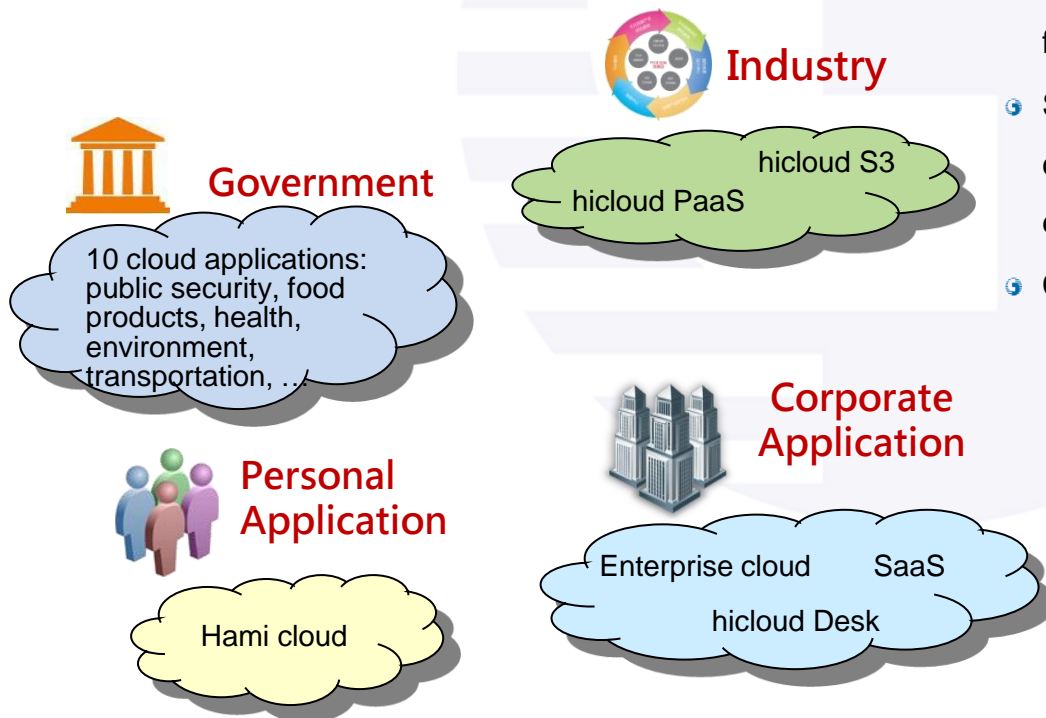 Industry
hicloud S3
hicloud PaaS
Government
10 cloud applications:
public security, food
products, health,
environment,
transportation, …
Corporate
Application
Enterprise cloud SaaS
hicloud Desk
Personal
Application
Hami cloud